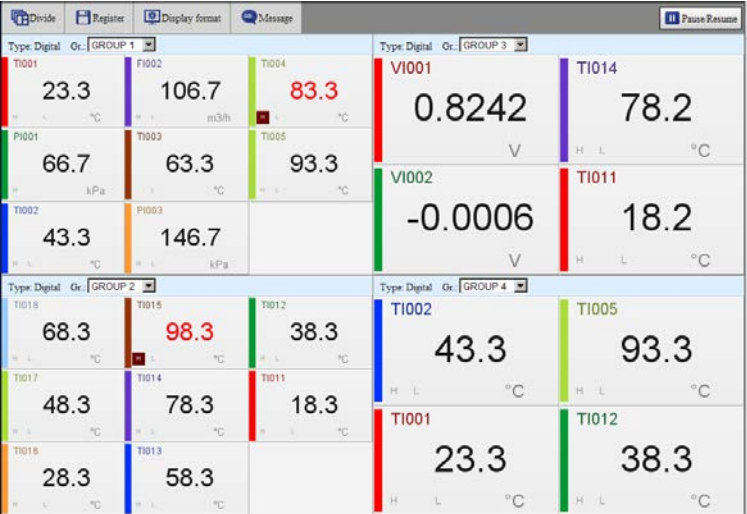 Divide Register Display format Message Pause/Resume
Type: Digital Gr.: GROUP 1
TI001 FI002 TI004
23.3 106.7 83.3
H L °C H L m3/h H L °C
PI001 TI003 TI005
66.7 63.3 93.3
H kPa L °C H L °C
TI002 PI003
43.3 146.7
H L °C H L kPa
Type: Digital Gr.: GROUP 3
VI001 TI014
0.8242 78.2
V H L °C
VI002 TI011
-0.0006 18.2
V H L °C
Type: Digital Gr.: GROUP 2
TI018 TI015 TI012
68.3 98.3 38.3
H L °C H L °C H L °C
TI017 TI014 TI011
48.3 78.3 18.3
H L °C H L °C H L °C
TI016 TI013
28.3 58.3
H L °C H L °C
Type: Digital Gr.: GROUP 4
TI002 TI005
43.3 93.3
H L °C H L °C
TI001 TI012
23.3 38.3
H L °C H L °C